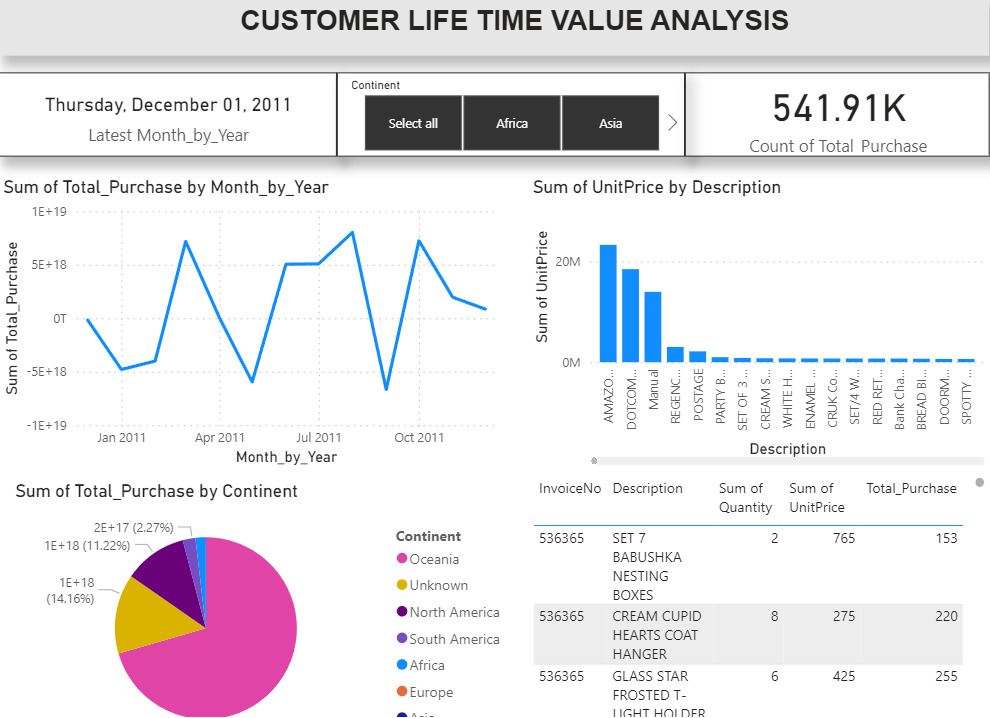 CUSTOMER LIFE TIME VALUE ANALYSIS
Thursday, December 01, 2011
Latest Month_by_Year
Continent
Select all
Africa
Asia
541.91K
Count of Total_Purchase
Sum of Total_Purchase by Month_by_Year
Sum of Total_Purchase
1E+19
5E+18
0T
-5E+18
-1E+19
Jan 2011
Apr 2011
Jul 2011
Oct 2011
Month_by_Year
Sum of UnitPrice by Description
Sum of UnitPrice
20M
0M
AMAZO...
DOTCOM...
Manual
REGENC...
POSTAGE
PARTY B...
SET OF 3 ...
CREAM S...
WHITE H...
ENAMEL ...
CRUK Co...
SET/4 W...
RED RET...
Bank Cha...
BREAD BI...
DOORM...
SPOTTY ...
Description
Sum of Total_Purchase by Continent
2E+17 (2.27%)
1E+18 (11.22%)
1E+18
(14.16%)
Continent
Oceania
Unknown
North America
South America
Africa
Europe
Asia
InvoiceNo Description Sum of Quantity Sum of UnitPrice Total_Purchase
536365 SET 7 2 765 153
BABUSHKA
NESTING
BOXES
536365 CREAM CUPID 8 275 220
HEARTS COAT
HANGER
536365 GLASS STAR 6 425 255
FROSTED T-
LIGHT HOLDER